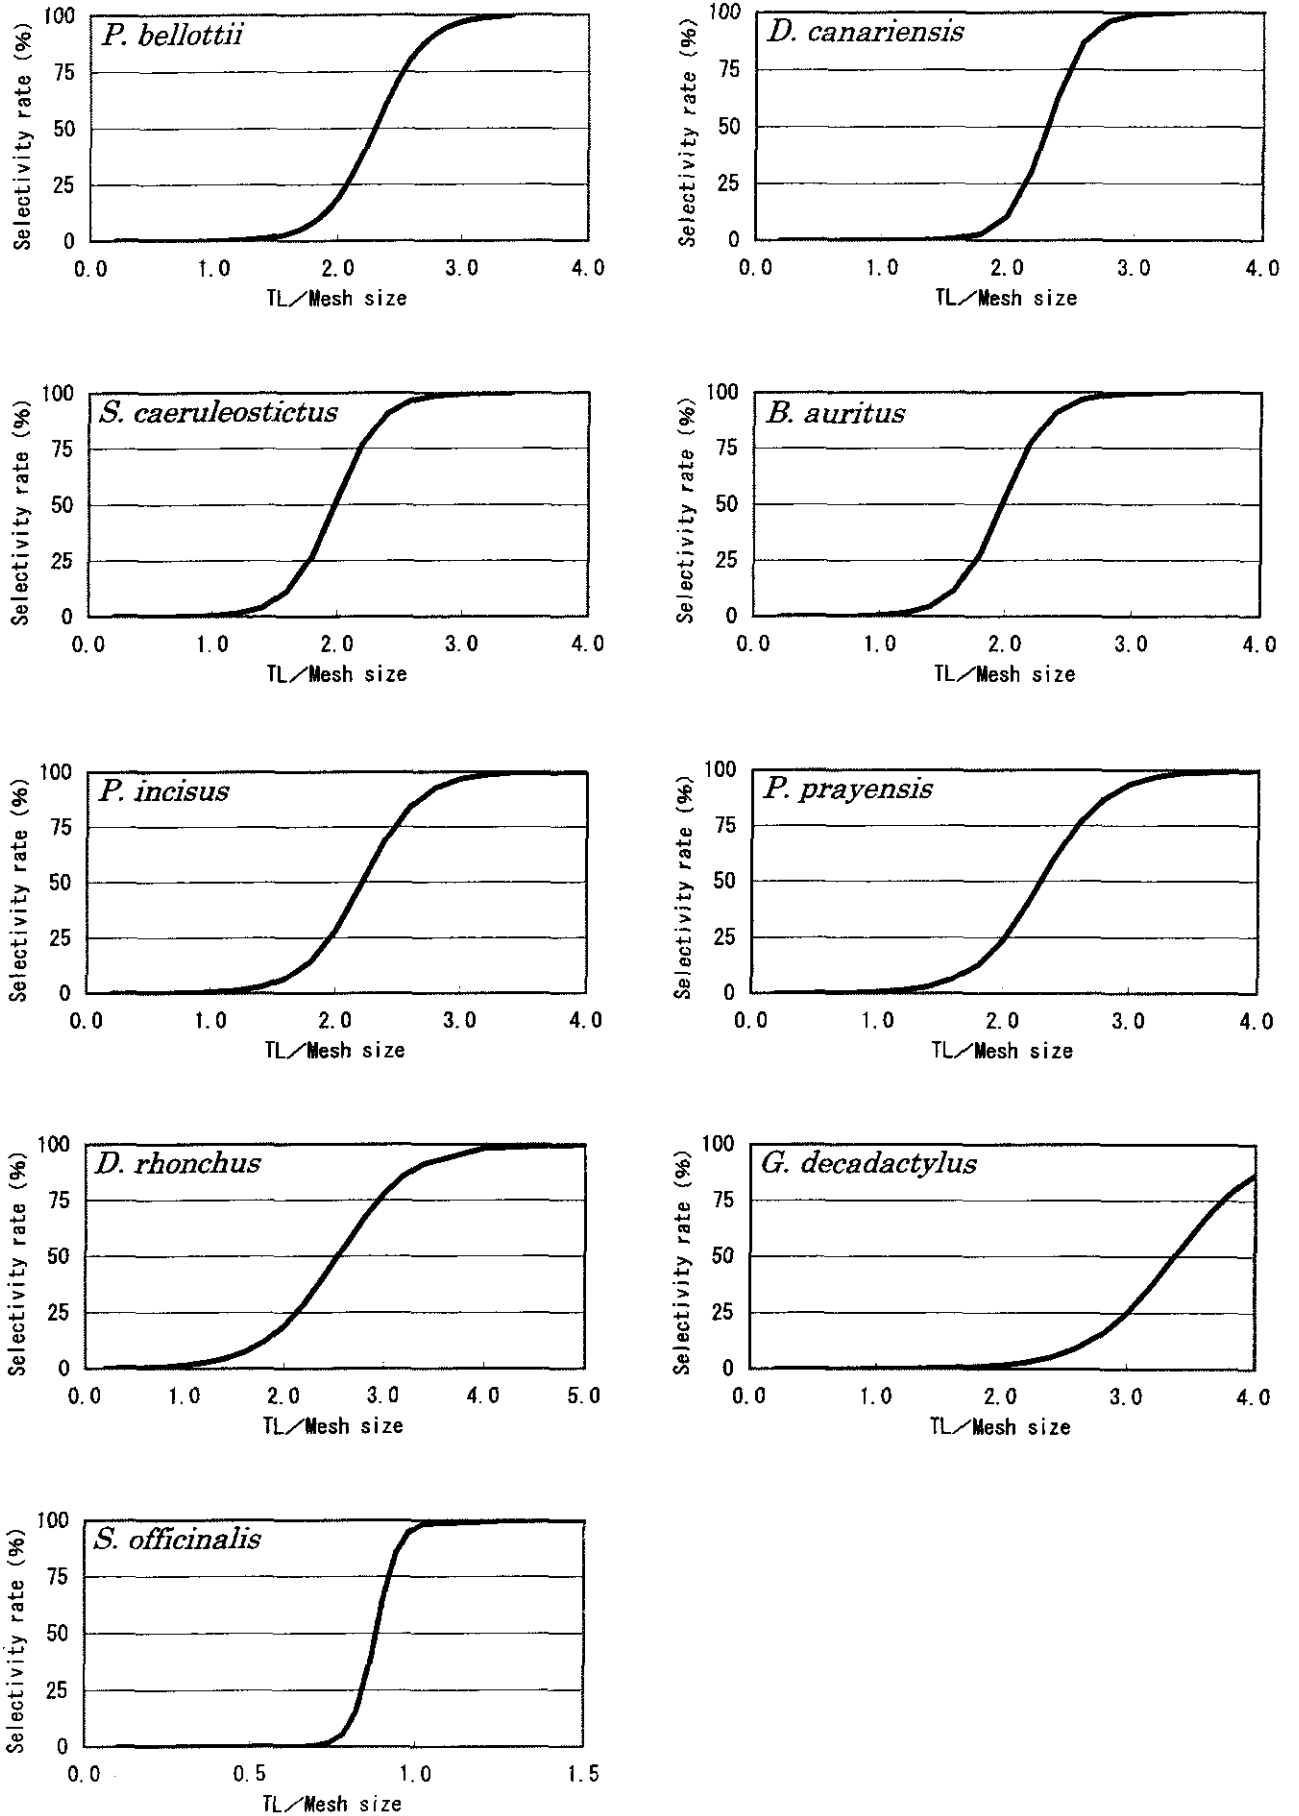 P. bellottii
Selectivity rate (%)
100
75
50
25
0
0.0 1.0 2.0 3.0 4.0
TL/Mesh size
D. canariensis
Selectivity rate (%)
100
75
50
25
0
0.0 1.0 2.0 3.0 4.0
TL/Mesh size
S. caeruleostictus
Selectivity rate (%)
100
75
50
25
0
0.0 1.0 2.0 3.0 4.0
TL/Mesh size
B. auritus
Selectivity rate (%)
100
75
50
25
0
0.0 1.0 2.0 3.0 4.0
TL/Mesh size
P. incisus
Selectivity rate (%)
100
75
50
25
0
0.0 1.0 2.0 3.0 4.0
TL/Mesh size
P. prayensis
Selectivity rate (%)
100
75
50
25
0
0.0 1.0 2.0 3.0 4.0
TL/Mesh size
D. rhonchus
Selectivity rate (%)
100
75
50
25
0
0.0 1.0 2.0 3.0 4.0 5.0
TL/Mesh size
G. decadactylus
Selectivity rate (%)
100
75
50
25
0
0.0 1.0 2.0 3.0 4.0
TL/Mesh size
S. officinalis
Selectivity rate (%)
100
75
50
25
0
0.0 0.5 1.0 1.5
TL/Mesh size